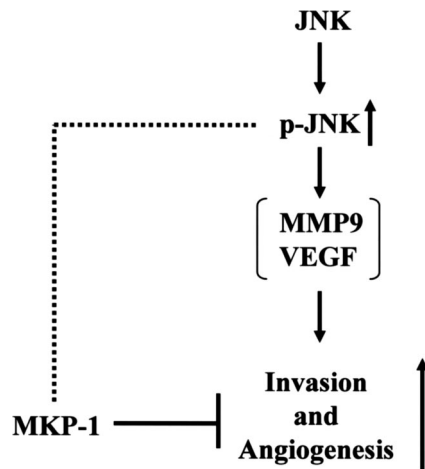 JNK
p-JNK
MMP9
VEGF
Invasion
and
MKP-1
Angiogenesis